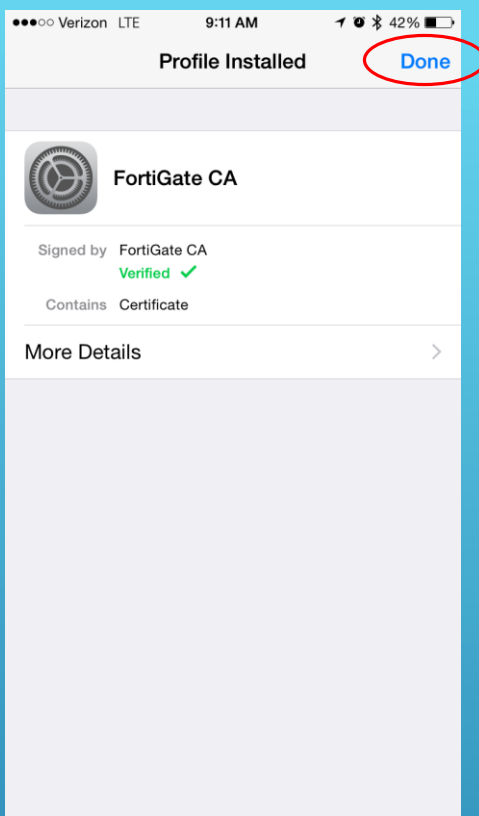 Verizon LTE 9:11 AM 42%
Profile Installed Done
FortiGate CA
Signed by FortiGate CA
Verified
Contains Certificate
More Details